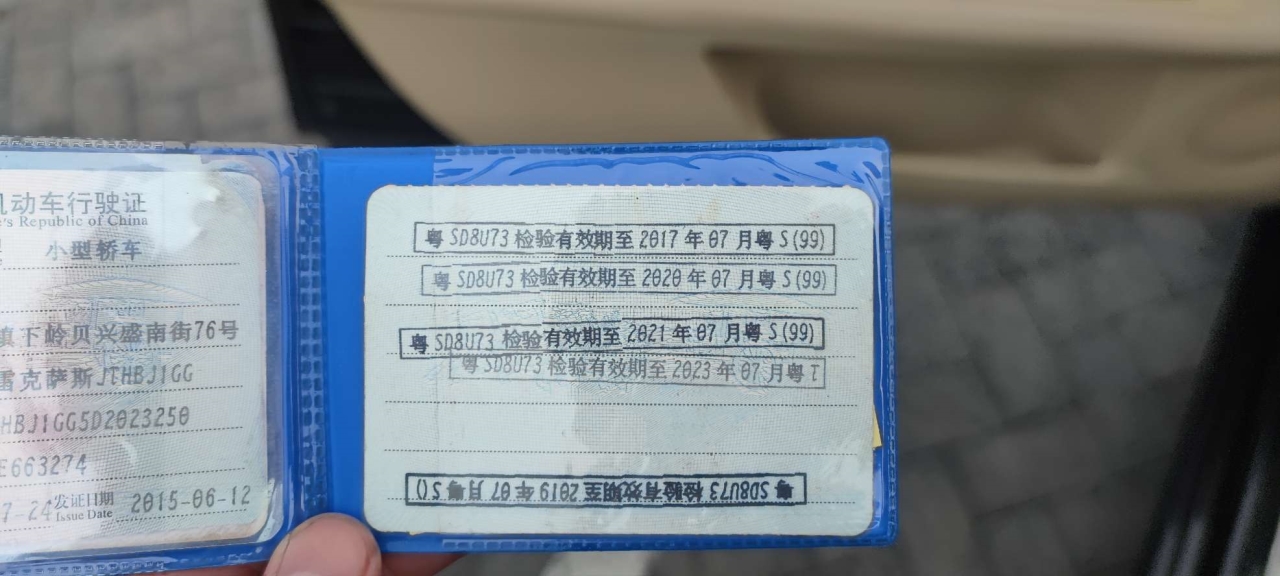 机动车行驶证
's Republic of China
小型轿车
镇下岭贝兴盛南街76号
雷克萨斯JTHBJ1GG
HBJ1GG5D2023250
E663274
7-24 发证日期 Issue Date 2015-06-12
粤 SD8U73 检验有效期至 2017 年 07 月粤 S(99)
粤 SD8U73 检验有效期至 2020 年 07 月粤 S(99)
粤 SD8U73 检验有效期至 2021 年 07 月粤 S(99)
粤 SD8U73 检验有效期至 2023 年 07 月粤 T
粤 SD8U73 检验有效期至 2019 年 07 月粤 S()